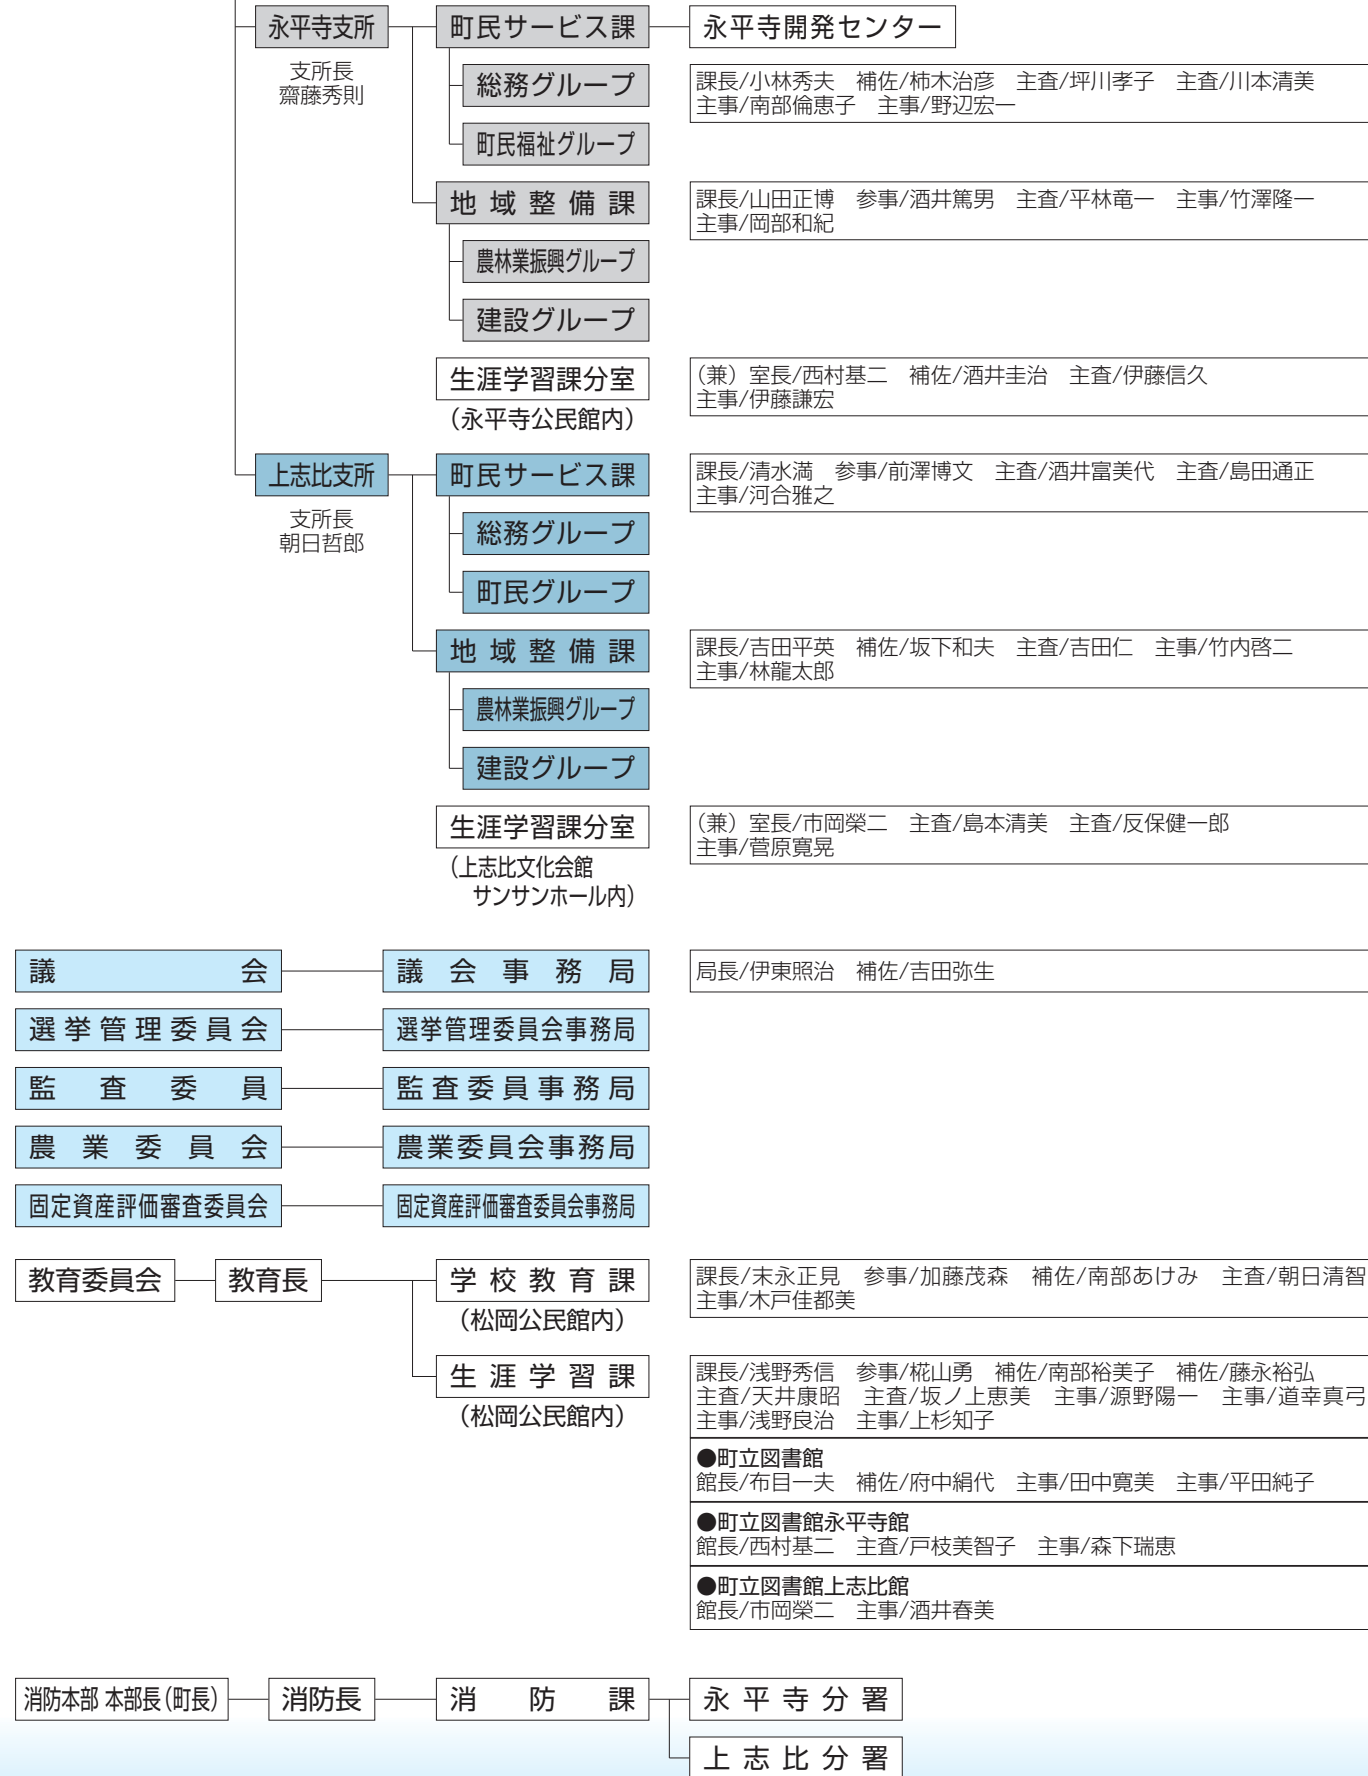 永平寺支所
支所長
齋藤秀則
町民サービス課
永平寺開発センター
総務グループ
課長/小林秀夫　補佐/柿木治彦　主査/坪川孝子　主査/川本清美
主事/南部倫恵子　主事/野辺宏一
町民福祉グループ
地域整備課
課長/山田正博　参事/酒井篤男　主査/平林竜一　主事/竹澤隆一
主事/岡部和紀
農林業振興グループ
建設グループ
生涯学習課分室
（永平寺公民館内）
（兼）室長/西村基二　補佐/酒井圭治　主査/伊藤信久
主事/伊藤謙宏
上志比支所
支所長
朝日哲郎
町民サービス課
課長/清水満　参事/前澤博文　主査/酒井富美代　主査/島田通正
主事/河合雅之
総務グループ
町民グループ
地域整備課
課長/吉田平英　補佐/坂下和夫　主査/吉田仁　主事/竹内啓二
主事/林龍太郎
農林業振興グループ
建設グループ
生涯学習課分室
（上志比文化会館
サンサンホール内）
（兼）室長/市岡榮二　主査/島本清美　主査/反保健一郎
主事/菅原寛晃
議会
議会事務局
局長/伊東照治　補佐/吉田弥生
選挙管理委員会
選挙管理委員会事務局
監査委員
監査委員事務局
農業委員会
農業委員会事務局
固定資産評価審査委員会
固定資産評価審査委員会事務局
教育委員会
教育長
学校教育課
（松岡公民館内）
課長/末永正見　参事/加藤茂森　補佐/南部あけみ　主査/朝日清智
主事/木戸佳都美
生涯学習課
（松岡公民館内）
課長/浅野秀信　参事/椛山勇　補佐/南部裕美子　補佐/藤永裕弘
主査/天井康昭　主査/坂ノ上恵美　主事/源野陽一　主事/道幸真弓
主事/浅野良治　主事/上杉知子
●町立図書館
館長/布目一夫　補佐/府中絹代　主事/田中寛美　主事/平田純子
●町立図書館永平寺館
館長/西村基二　主査/戸枝美智子　主事/森下瑞恵
●町立図書館上志比館
館長/市岡榮二　主事/酒井春美
消防本部 本部長（町長）
消防長
消防課
永平寺分署
上志比分署